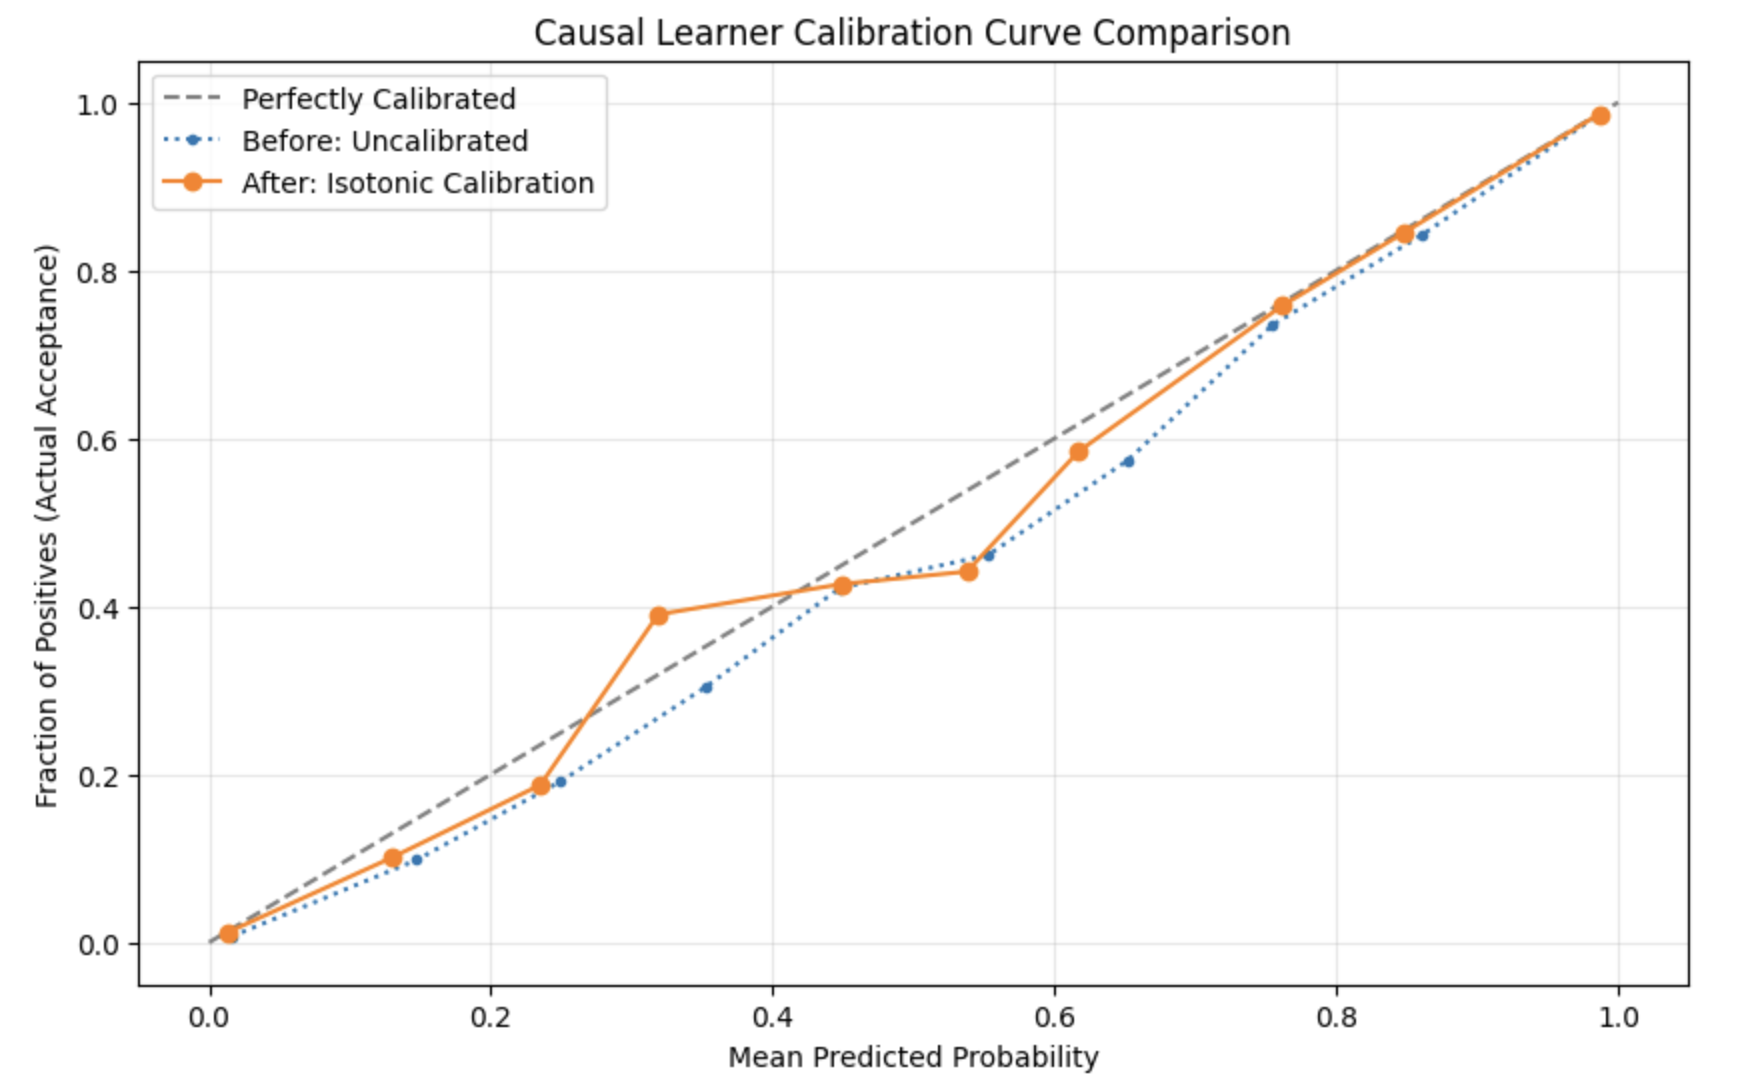 Causal Learner Calibration Curve Comparison
Perfectly Calibrated
Before: Uncalibrated
After: Isotonic Calibration
Fraction of Positives (Actual Acceptance)
1.0
0.8
0.6
0.4
0.2
0.0
0.0 0.2 0.4 0.6 0.8 1.0
Mean Predicted Probability